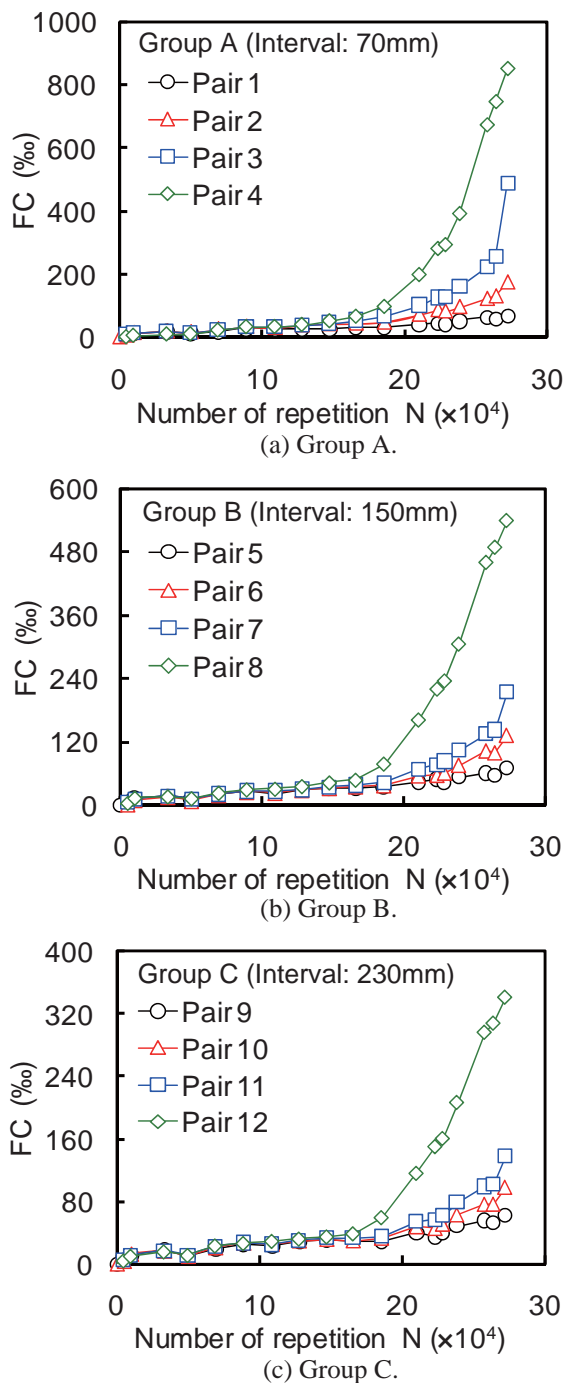 1000
800
600
400
200
0
FC (‰)
Group A (Interval: 70mm)
Pair 1
Pair 2
Pair 3
Pair 4
0 10 20 30
Number of repetition N (×10⁴)
(a) Group A.
600
480
360
240
120
0
FC (‰)
Group B (Interval: 150mm)
Pair 5
Pair 6
Pair 7
Pair 8
0 10 20 30
Number of repetition N (×10⁴)
(b) Group B.
400
320
240
160
80
0
FC (‰)
Group C (Interval: 230mm)
Pair 9
Pair 10
Pair 11
Pair 12
0 10 20 30
Number of repetition N (×10⁴)
(c) Group C.